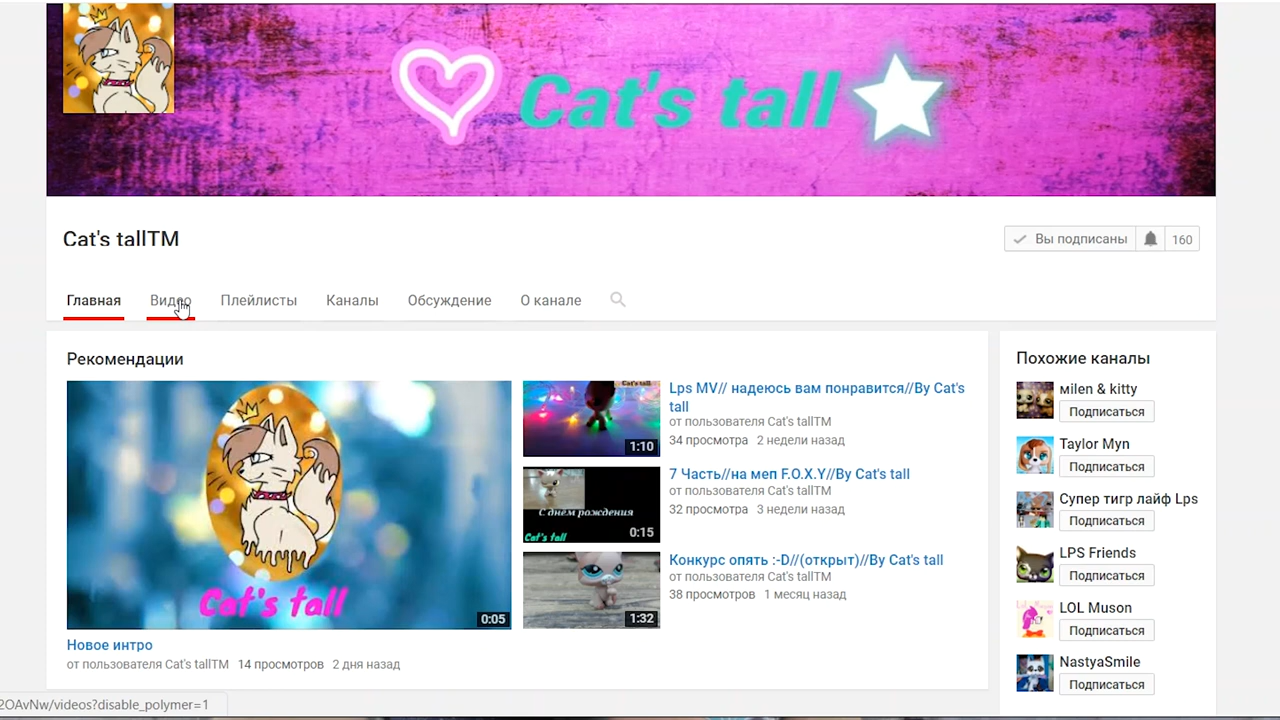 Cat's tall
Cat's tallTM
Вы подписаны
160
Главная
Видео
Плейлисты
Каналы
Обсуждение
О канале
Рекомендации
0:05
Cat's tall
Новое интро
от пользователя Cat's tallTM 14 просмотров 2 дня назад
Cat's tall
1:10
Lps MV// надеюсь вам понравится//By Cat's
tall
от пользователя Cat's tallTM
34 просмотра 2 недели назад
С днём рождения
Cat's tall
0:15
7 Часть//на меп F.O.X.Y//By Cat's tall
от пользователя Cat's tallTM
32 просмотра 3 недели назад
1:32
Конкурс опять :-D//(открыт)//By Cat's tall
от пользователя Cat's tallTM
38 просмотров 1 месяц назад
Похожие каналы
мilen & kitty
Подписаться
Taylor Myn
Подписаться
Супер тигр лайф Lps
Подписаться
LPS Friends
Подписаться
LOL Muson
Подписаться
NastyaSmile
Подписаться
2OAvNw/videos?disable_polymer=1